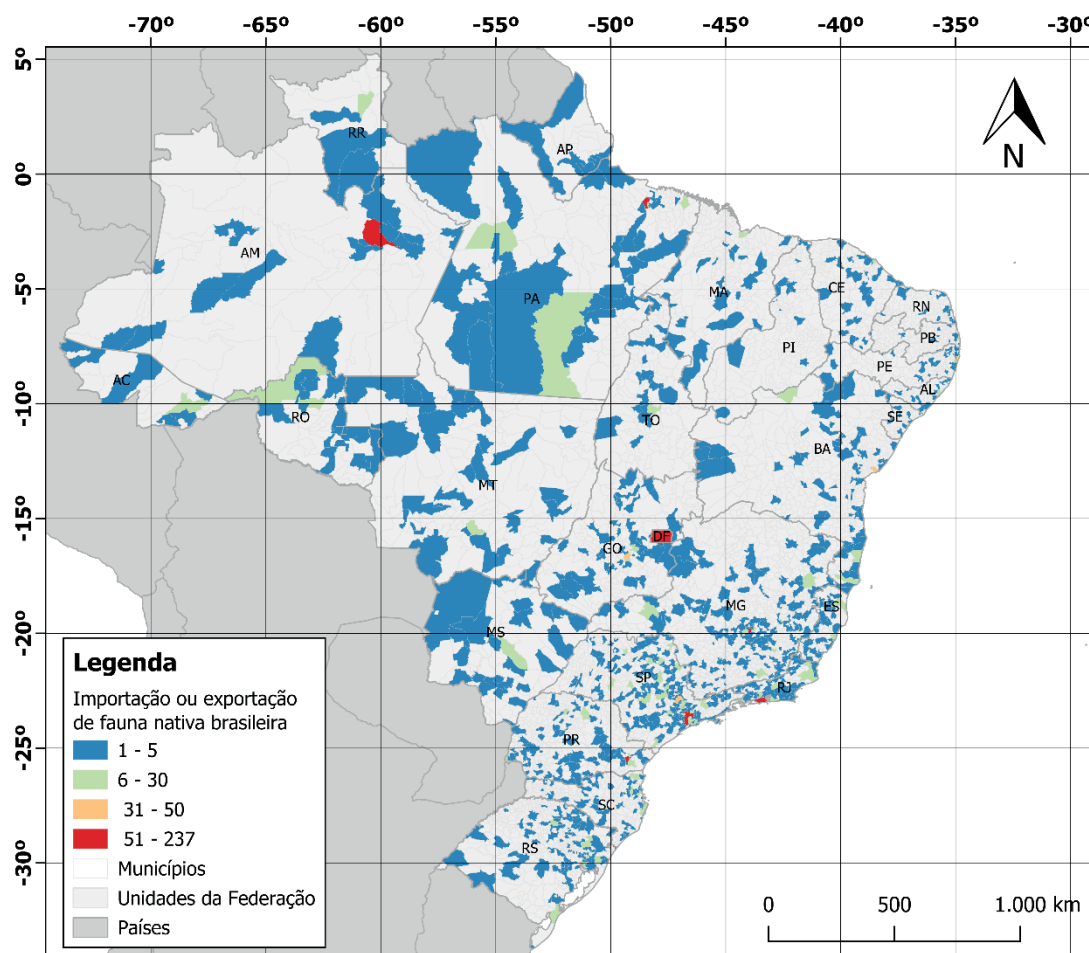 -70º -65º -60º -55º -50º -45º -40º -35º -30º
5º
0º
-5º
-10º
-15º
-20º
-25º
-30º
N
RR
AP
AM
PA
MA
CE
RN
PB
PI
PE
AC
AL
RO
TO
SE
BA
MT
DF
GO
MG
ES
MS
SP
RJ
PR
SC
RS
Legenda
Importação ou exportação
de fauna nativa brasileira
1 - 5
6 - 30
31 - 50
51 - 237
Municípios
Unidades da Federação
Países
0 500 1.000 km